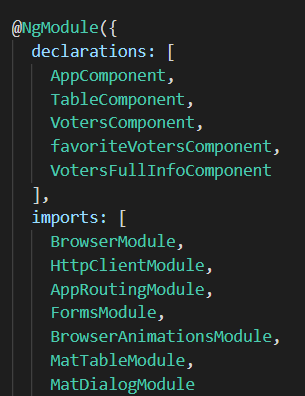 @NgModule({
declarations: [
AppComponent,
TableComponent,
VotersComponent,
favoriteVotersComponent,
VotersFullInfoComponent
],
imports: [
BrowserModule,
HttpClientModule,
AppRoutingModule,
FormsModule,
BrowserAnimationsModule,
MatTableModule,
MatDialogModule